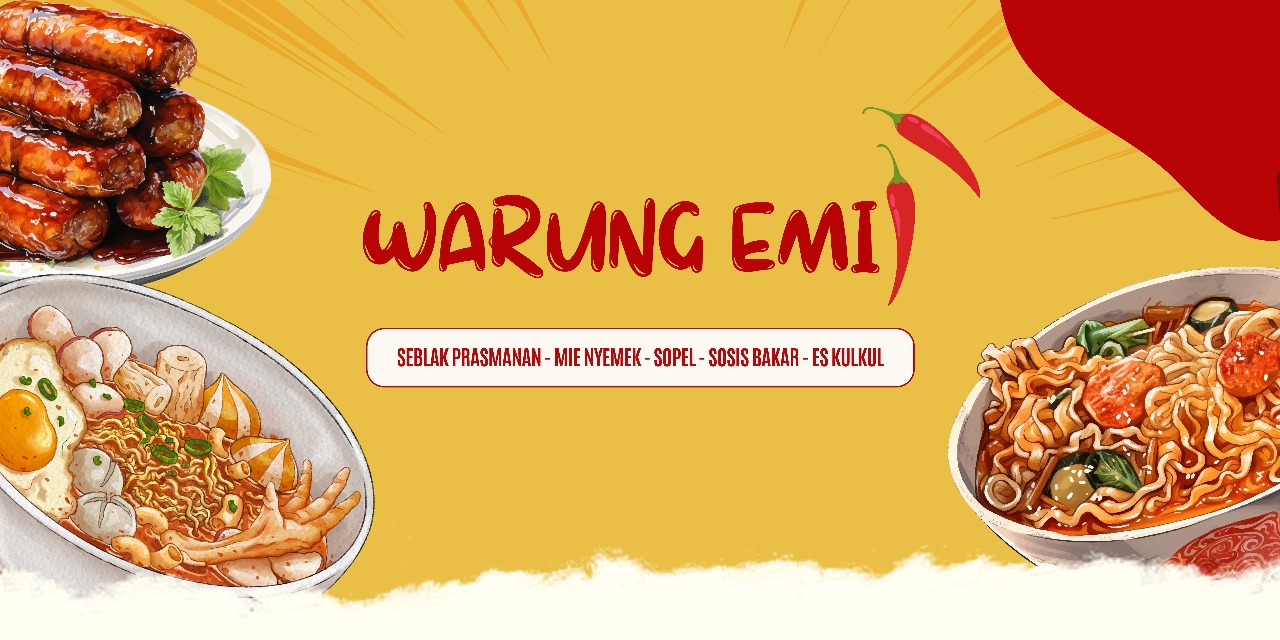 WARUNG EMI
SEBLAK PRASMANAN - MIE NYEMEK - SOPEL - SOSIS BAKAR - ES KULKUL